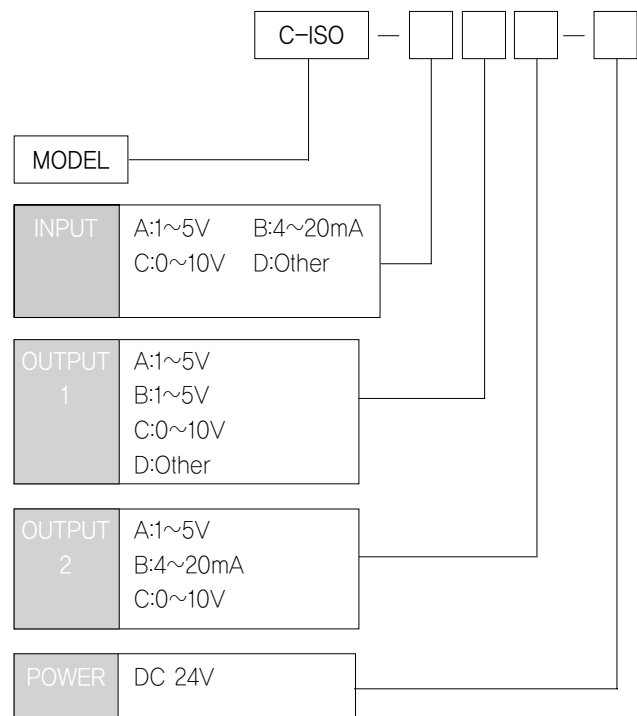 C-ISO — —
MODEL
INPUT
A:1~5V B:4~20mA
C:0~10V D:Other
OUTPUT
1
A:1~5V
B:1~5V
C:0~10V
D:Other
OUTPUT
2
A:1~5V
B:4~20mA
C:0~10V
POWER
DC 24V